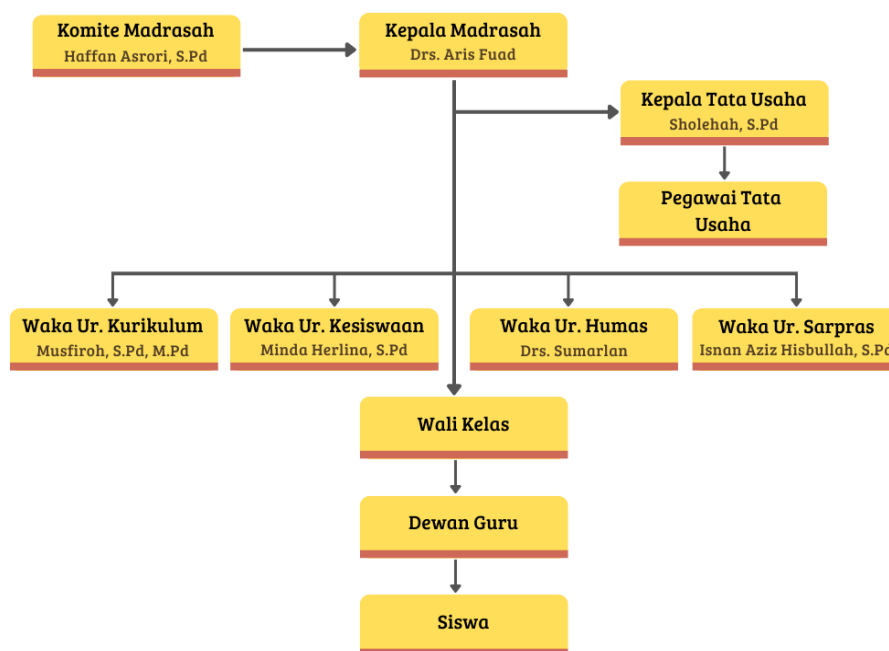 Komite Madrasah
Haffan Asrori, S.Pd
Kepala Madrasah
Drs. Aris Fuad
Kepala Tata Usaha
Sholehah, S.Pd
Pegawai Tata
Usaha
Waka Ur. Kurikulum
Musfiroh, S.Pd, M.Pd
Waka Ur. Kesiswaan
Minda Herlina, S.Pd
Waka Ur. Humas
Drs. Sumarlan
Waka Ur. Sarpras
Isnan Aziz Hisbullah, S.Pd
Wali Kelas
Dewan Guru
Siswa